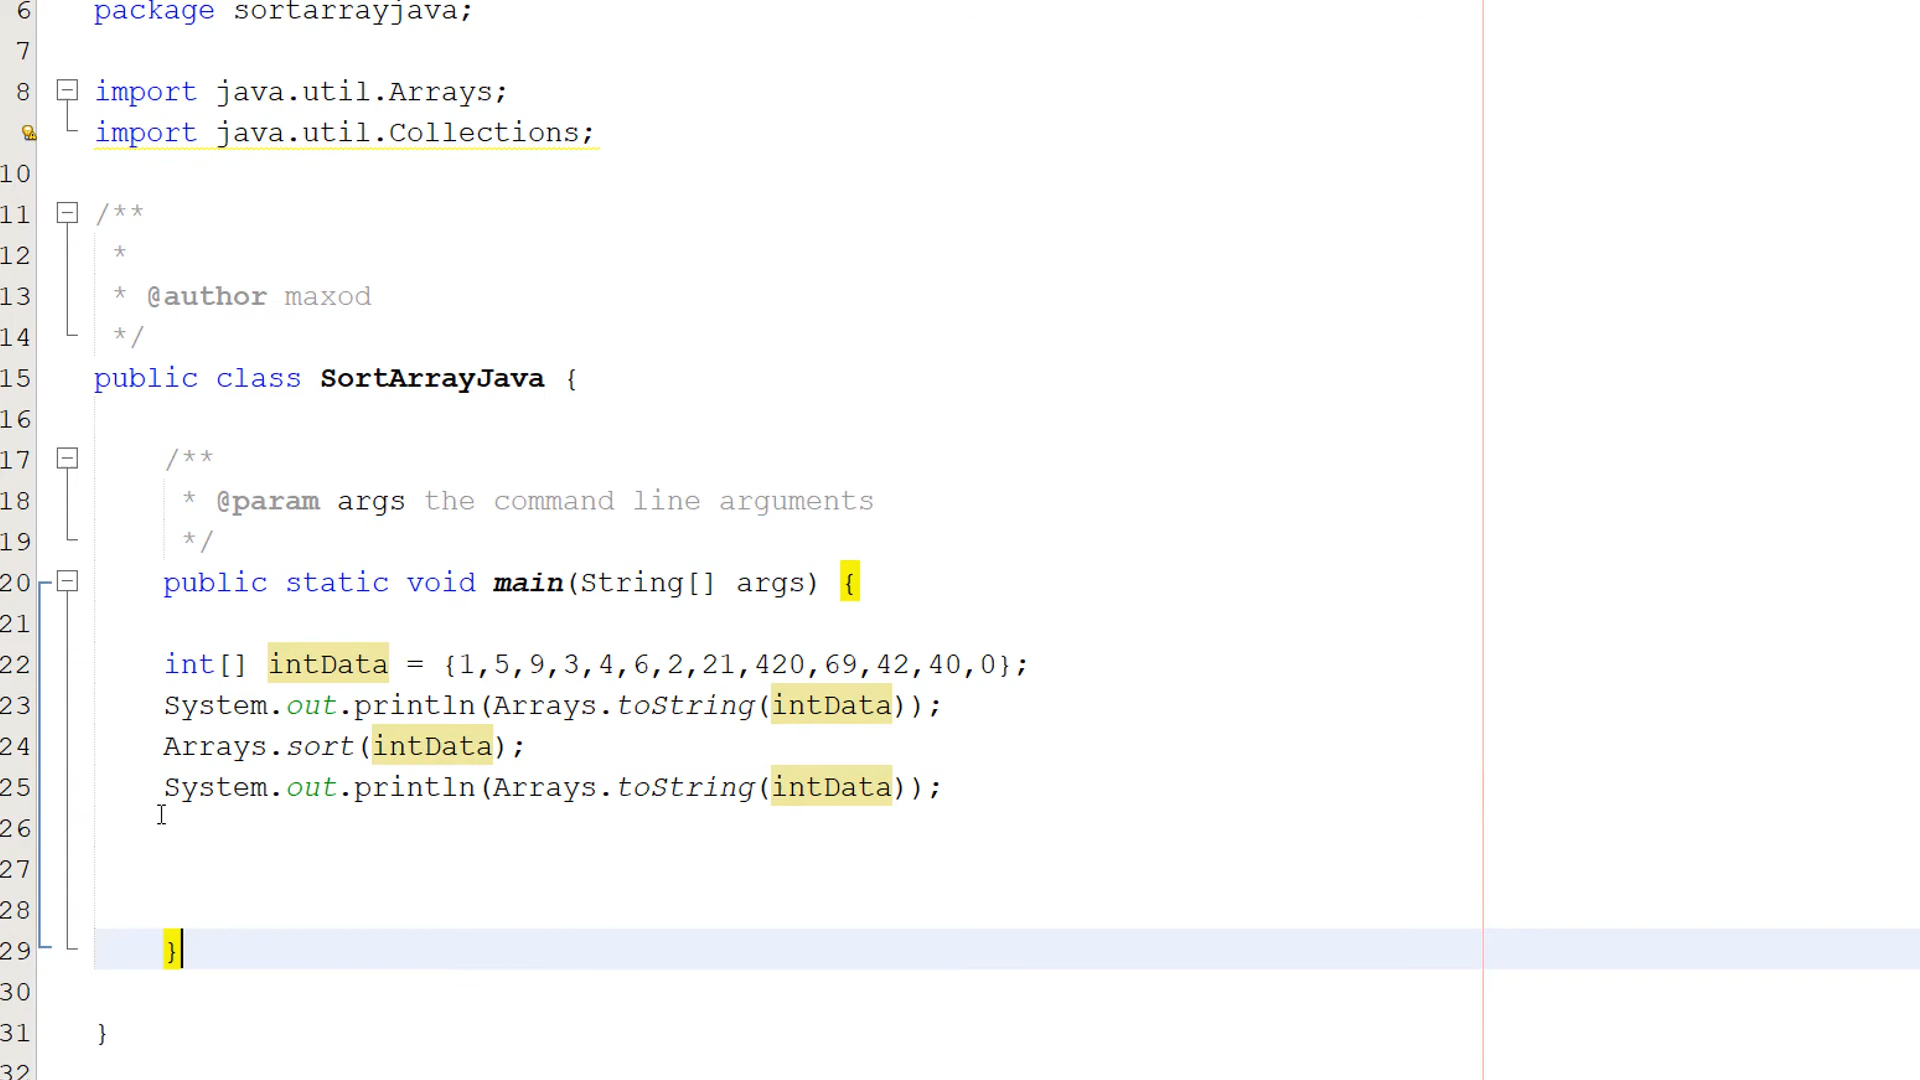 6 package sortarrayjava;
7
8 import java.util.Arrays;
import java.util.Collections;
10
11 /**
12 *
13 * @author maxod
14 */
15 public class SortArrayJava {
16
17 /**
18 * @param args the command line arguments
19 */
20 public static void main(String[] args) {
21
22 int[] intData = {1,5,9,3,4,6,2,21,420,69,42,40,0};
23 System.out.println(Arrays.toString(intData));
24 Arrays.sort(intData);
25 System.out.println(Arrays.toString(intData));
26
27
28
29 }
30
31 }
32